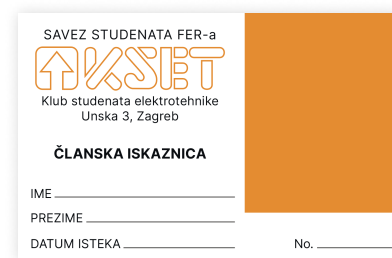 SAVEZ STUDENATA FER-a
KSET
Klub studenata elektrotehnike
Unska 3, Zagreb
ČLANSKA ISKAZNICA
IME
PREZIME
DATUM ISTEKA
No.